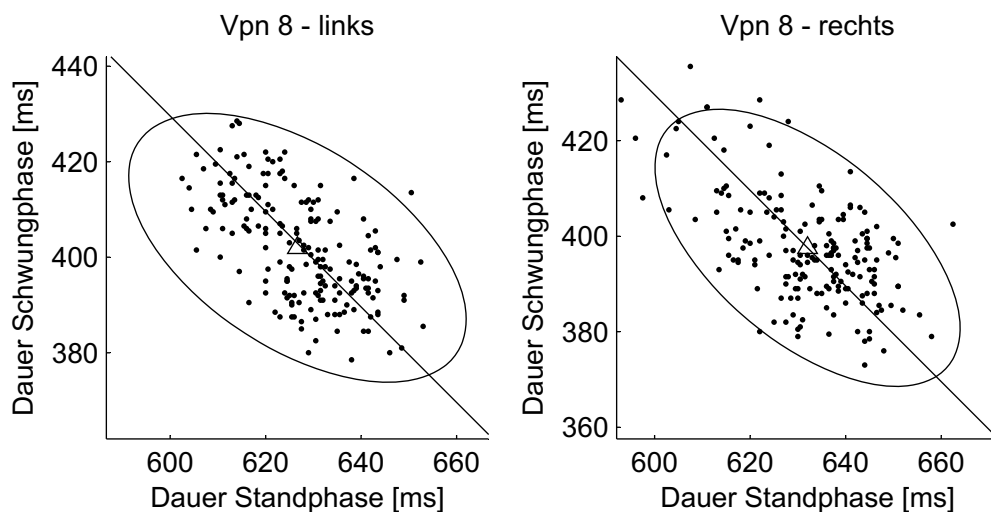 Vpn 8 - links
Dauer Schwungphase [ms]
440
420
400
380
600 620 640 660
Dauer Standphase [ms]
Vpn 8 - rechts
Dauer Schwungphase [ms]
420
400
380
360
600 620 640 660
Dauer Standphase [ms]